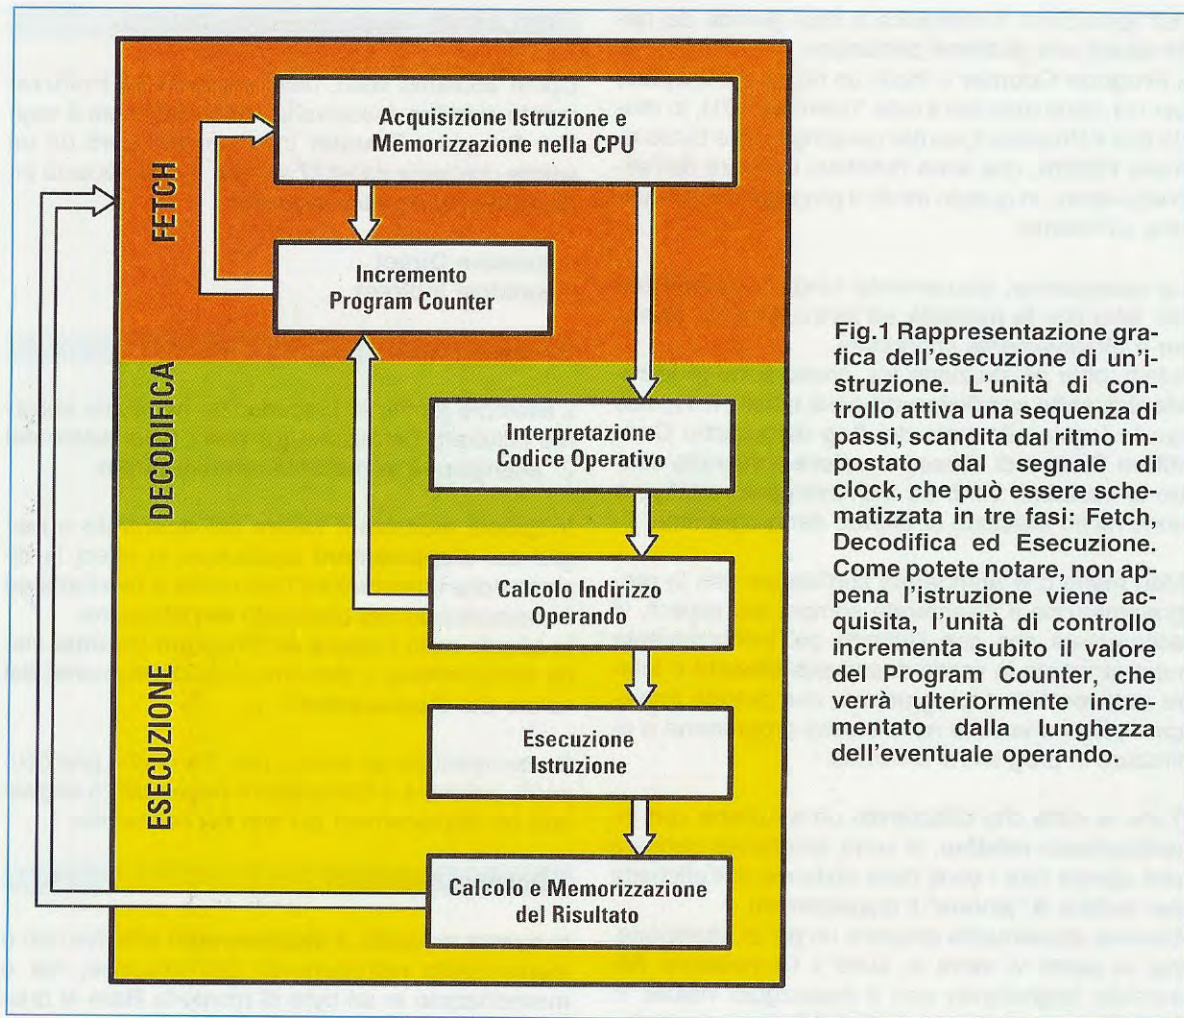 FETCH
Acquisizione Istruzione e
Memorizzazione nella CPU
Incremento
Program Counter
DECODIFICA
Interpretazione
Codice Operativo
Calcolo Indirizzo
Operando
ESECUZIONE
Esecuzione
Istruzione
Calcolo e Memorizzazione
del Risultato
Fig.1 Rappresentazione gra-
fica dell'esecuzione di un'i-
struzione. L'unità di con-
trollo attiva una sequenza di
passi, scandita dal ritmo im-
postato dal segnale di
clock, che può essere sche-
matizzata in tre fasi: Fetch,
Decodifica ed Esecuzione.
Come potete notare, non ap-
pena l'istruzione viene ac-
quisita, l'unità di controllo
incrementa subito il valore
del Program Counter, che
verrà ulteriormente incre-
mentato dalla lunghezza
dell'eventuale operando.